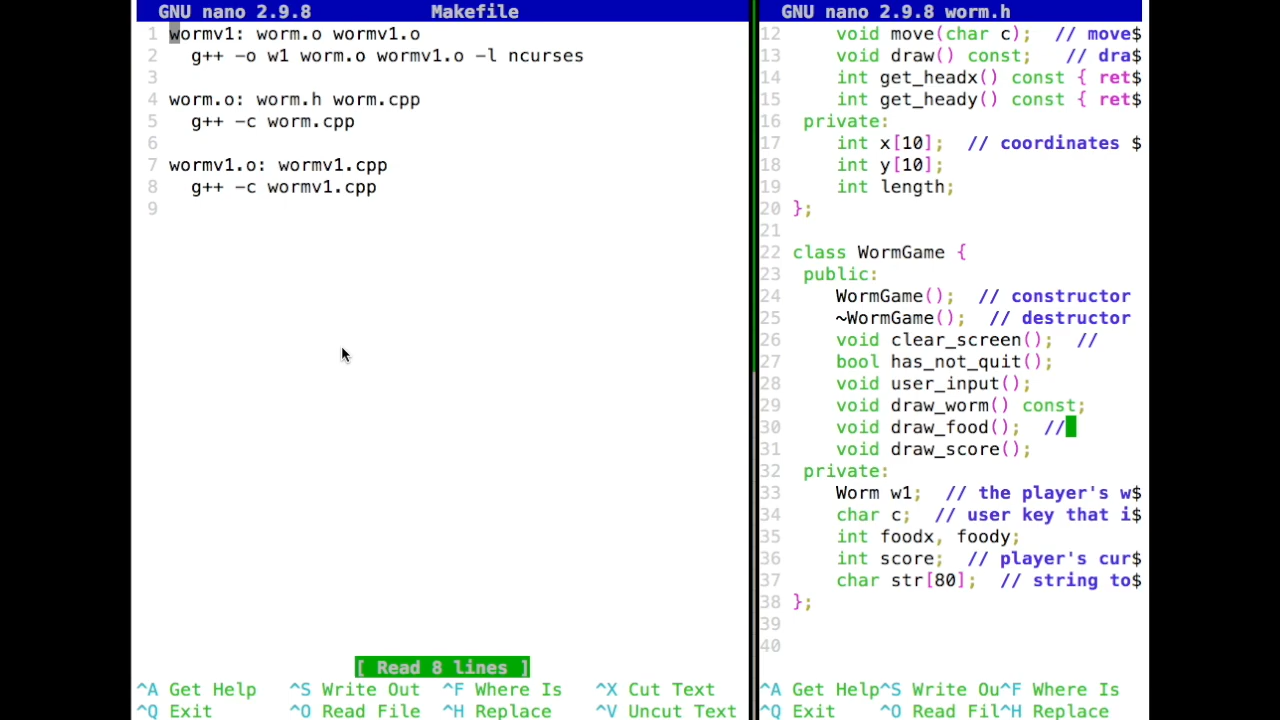 GNU nano 2.9.8 Makefile
1 wormv1: worm.o wormv1.o
2 g++ -o w1 worm.o wormv1.o -l ncurses
3
4 worm.o: worm.h worm.cpp
5 g++ -c worm.cpp
6
7 wormv1.o: wormv1.cpp
8 g++ -c wormv1.cpp
9
[ Read 8 lines ]
^A Get Help ^S Write Out ^F Where Is ^X Cut Text
^Q Exit ^O Read File ^H Replace ^V Uncut Text
GNU nano 2.9.8 worm.h
12 void move(char c); // move$
13 void draw() const; // dra$
14 int get_headx() const { ret$
15 int get_heady() const { ret$
16 private:
17 int x[10]; // coordinates $
18 int y[10];
19 int length;
20 };
21
22 class WormGame {
23 public:
24 WormGame(); // constructor
25 ~WormGame(); // destructor
26 void clear_screen(); //
27 bool has_not_quit();
28 void user_input();
29 void draw_worm() const;
30 void draw_food(); //
31 void draw_score();
32 private:
33 Worm w1; // the player's w$
34 char c; // user key that i$
35 int foodx, foody;
36 int score; // player's cur$
37 char str[80]; // string to$
38 };
39
40
^A Get Help^S Write Ou^F Where Is
^Q Exit ^O Read Fil^H Replace